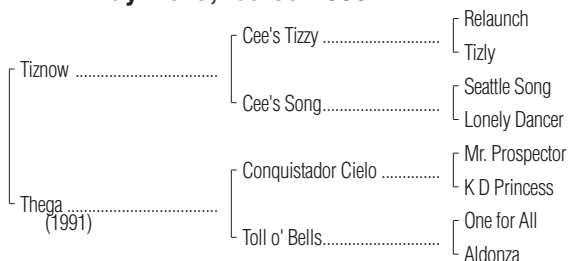 Relaunch
Cee's Tizzy
Tizly
Tiznow
Seattle Song
Cee's Song
Lonely Dancer
Mr. Prospector
Conquistador Cielo
K D Princess
Thega
(1991)
One for All
Toll o' Bells
Aldonza